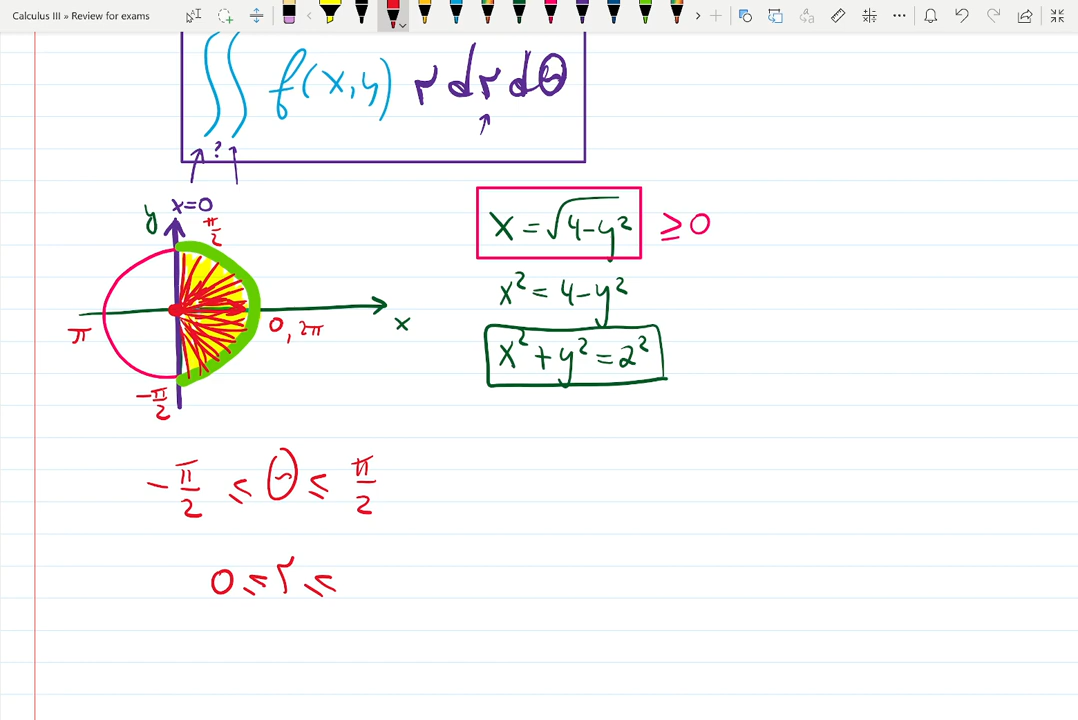 Calculus III » Review for exams
∬ f(x,y) r dr dθ
?
y x=0
π/2
x = √(4-y²) ≥ 0
x² = 4-y²
x² + y² = 2²
π 0, 2π x
-π/2
-π/2 ≤ θ ≤ π/2
0 ≤ r ≤